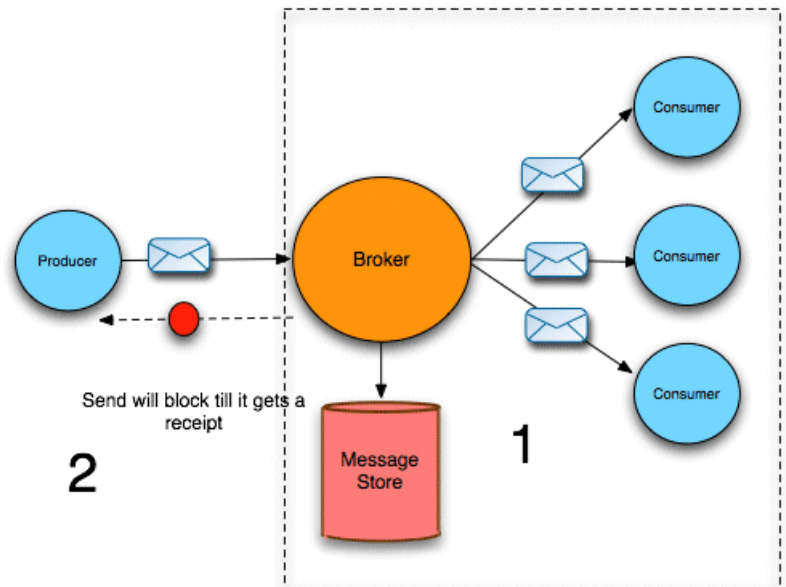 Consumer
Producer
Broker
Consumer
Consumer
Send will block till it gets a
receipt
Message
Store
1
2